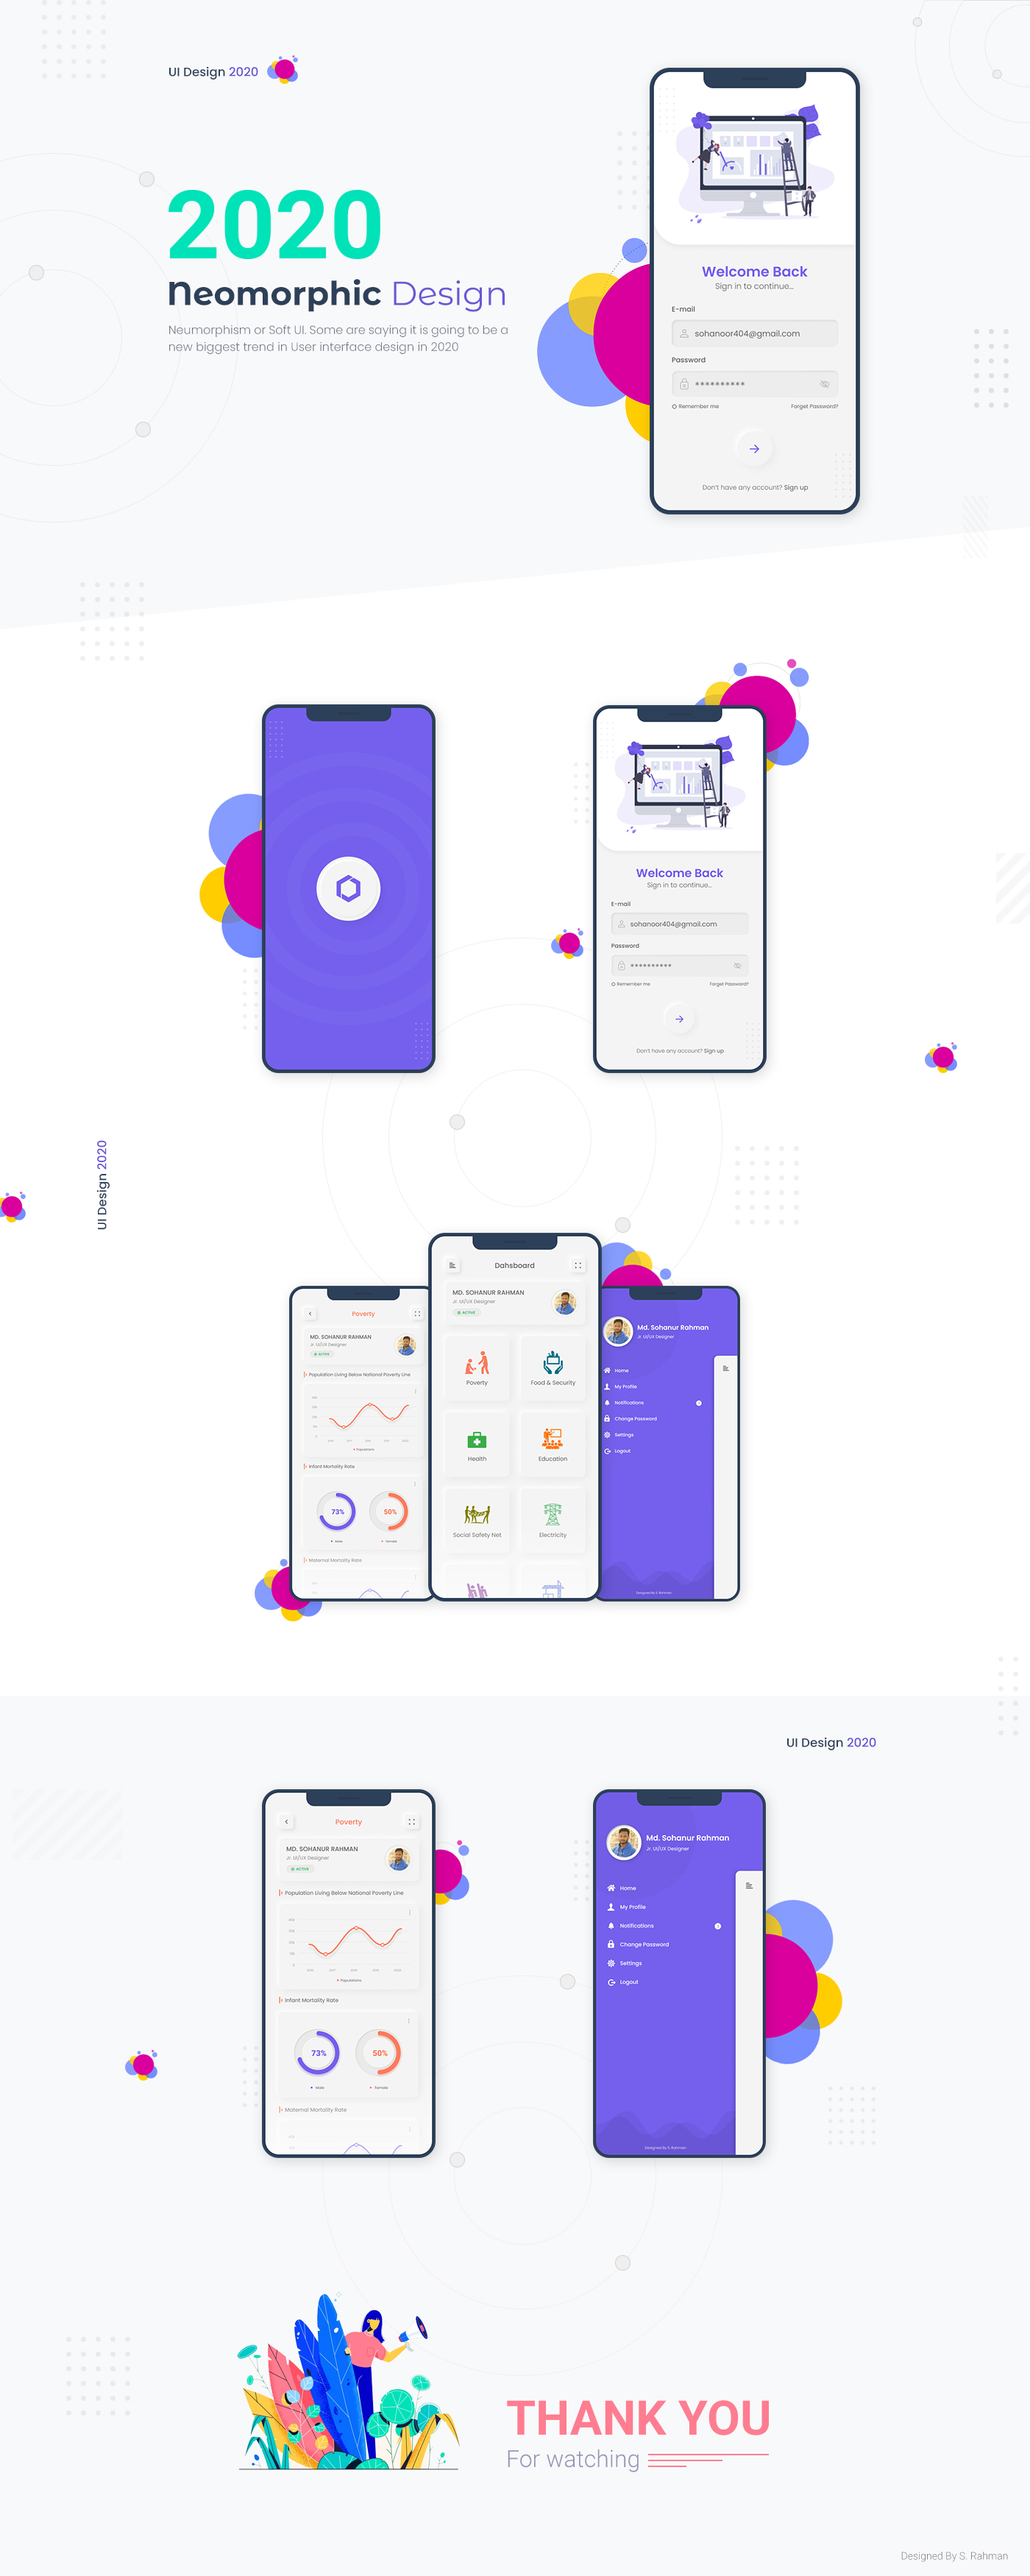 UI Design 2020
2020
Neomorphic Design
Neumorphism or Soft UI. Some are saying it is going to be a
new biggest trend in User interface design in 2020
Welcome Back
Sign in to continue...
E-mail
sohanoor404@gmail.com
Password
**********
Remember me
Forget Password?
Don't have any account? Sign up
Welcome Back
Sign in to continue...
E-mail
sohanoor404@gmail.com
Password
**********
Remember me
Forget Password?
Don't have any account? Sign up
UI Design 2020
Poverty
MD. SOHANUR RAHMAN
Jr. UI/UX Designer
ACTIVE
Population Living Below National Poverty Line
Populations
Infant Mortality Rate
73%
50%
Male
Female
Maternal Mortality Rate
Dahsboard
MD. SOHANUR RAHMAN
Jr. UI/UX Designer
ACTIVE
Poverty
Food & Security
Health
Education
Social Safety Net
Electricity
Md. Sohanur Rahman
Jr. UI/UX Designer
Home
My Profile
Notifications
Change Password
Settings
Logout
Designed By S. Rahman
UI Design 2020
Poverty
MD. SOHANUR RAHMAN
Jr. UI/UX Designer
ACTIVE
Population Living Below National Poverty Line
Populations
Infant Mortality Rate
73%
50%
Male
Female
Maternal Mortality Rate
Md. Sohanur Rahman
Jr. UI/UX Designer
Home
My Profile
Notifications
Change Password
Settings
Logout
Designed By S. Rahman
THANK YOU
For watching
Designed By S. Rahman